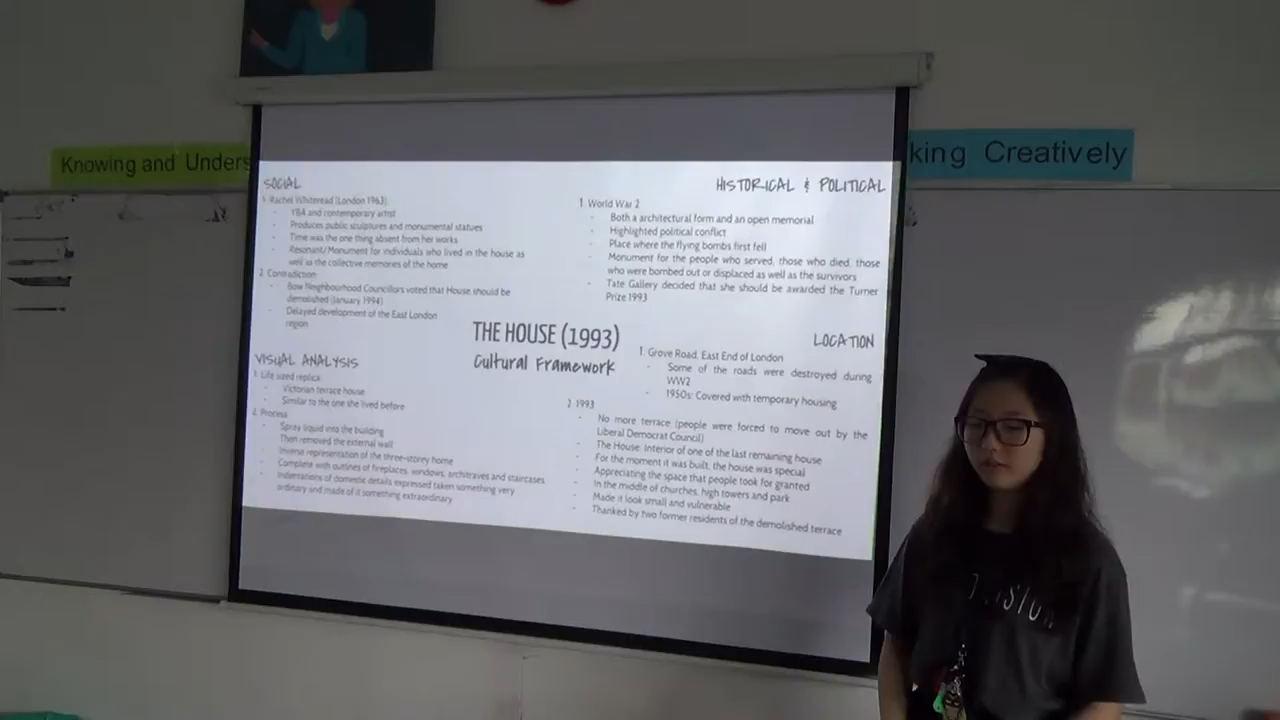 Knowing and Unders
king Creatively
SOCIAL
1. Rachel Whiteread (London 1963)
- YBA and contemporary artist
- Produces public sculptures and monumental statues
- Time was the one thing absent from her works
- Resonant/Monument for individuals who lived in the house as
well as the collective memories of the home
2. Contradiction
- Bow Neighbourhood Councillors voted that House should be
demolished (January 1994)
- Delayed development of the East London
region
HISTORICAL & POLITICAL
1. World War 2
- Both a architectural form and an open memorial
- Highlighted political conflict
- Place where the flying bombs first fell
- Monument for the people who served, those who died, those
who were bombed out or displaced as well as the survivors
- Tate Gallery decided that she should be awarded the Turner
Prize 1993
THE HOUSE (1993)
Cultural Framework
VISUAL ANALYSIS
1. Life sized replica
- Victorian terrace house
- Similar to the one she lived before
2. Process
- Spray liquid into the building
- Then removed the external wall
- Inverse representation of the three-storey home
- Complete with outlines of fireplaces, windows, architraves and staircases
- Indentations of domestic details expressed taken something very
ordinary and made of it something extraordinary
LOCATION
1. Grove Road, East End of London
- Some of the roads were destroyed during
WW2
- 1950s: Covered with temporary housing
2. 1993
- No more terrace (people were forced to move out by the
Liberal Democrat Council)
- The House: Interior of one of the last remaining house
- For the moment it was built, the house was special
- Appreciating the space that people took for granted
- In the middle of churches, high towers and park
- Made it look small and vulnerable
- Thanked by two former residents of the demolished terrace